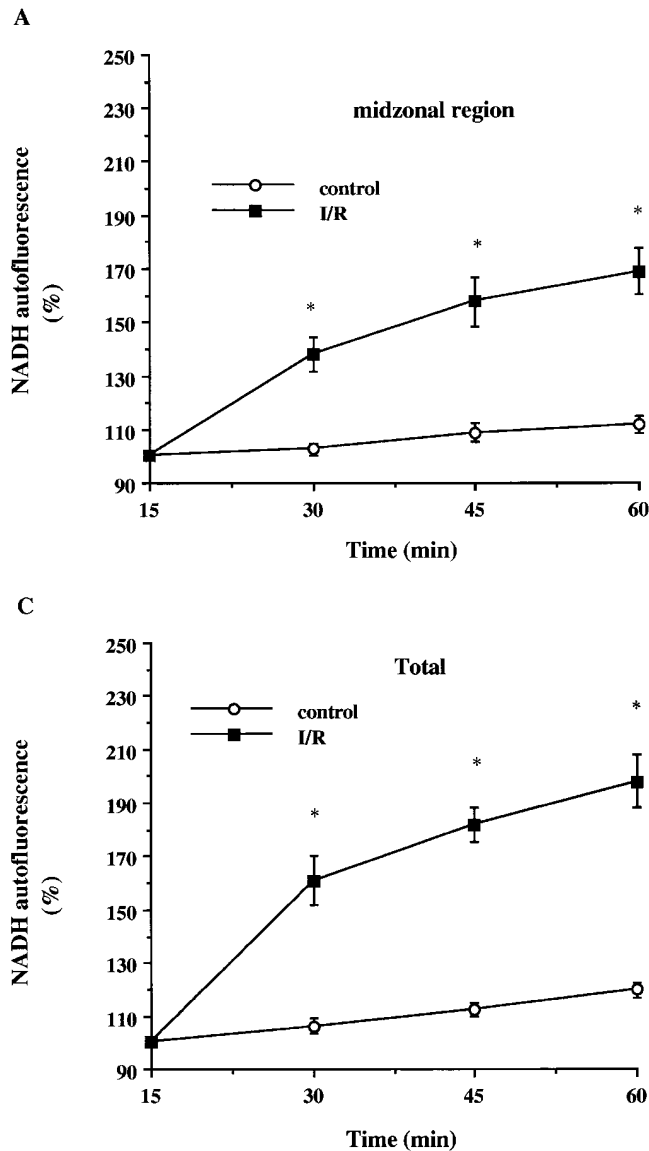 A
midzonal region
NADH autofluorescence
(%)
250
230
210
190
170
150
130
110
90
control
I/R
*
*
*
15
30
45
60
Time (min)
C
Total
NADH autofluorescence
(%)
250
230
210
190
170
150
130
110
90
control
I/R
*
*
*
15
30
45
60
Time (min)